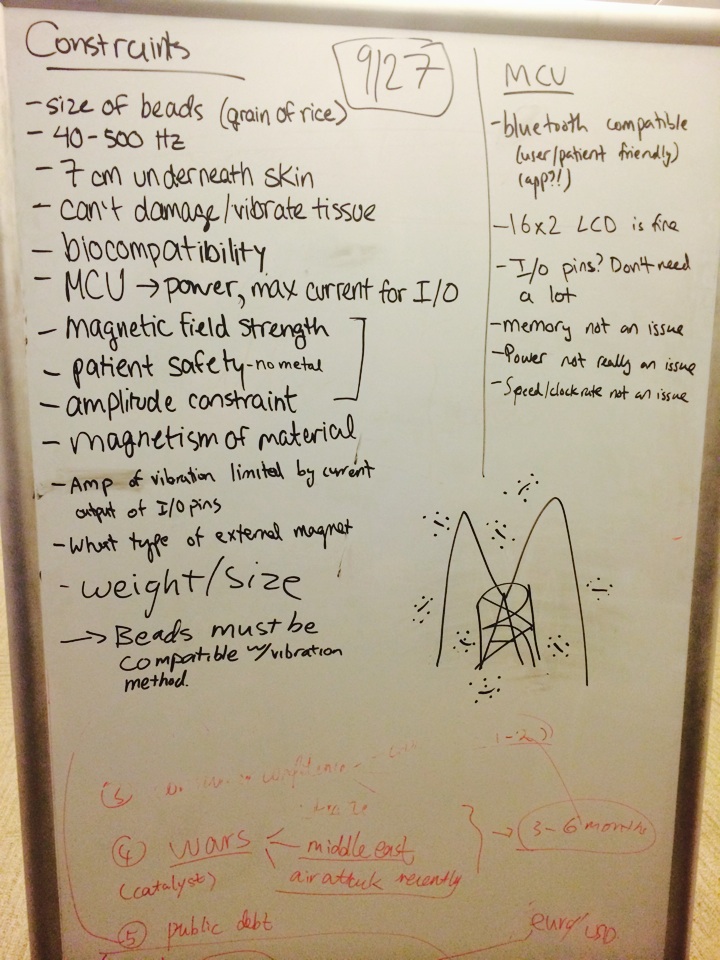 Constraints
9/27
- size of beads (grain of rice)
- 40-500 Hz
- 7 cm underneath skin
- can't damage/vibrate tissue
- biocompatibility
- MCU → power, max current for I/O
- magnetic field strength
- patient safety - no metal
- amplitude constraint
- magnetism of material
- Amp of vibration limited by current
output of I/O pins
- What type of external magnet
- weight/size
→ Beads must be
compatible w/vibration
method.
MCU
- bluetooth compatible
(user/patient friendly)
(app?!)
- 16x2 LCD is fine
- I/O pins? Don't need
a lot
- memory not an issue
- Power not really an issue
- Speed/clock rate not an issue
1-2
④ wars
middle east
(catalyst)
air attack recently
→ 3-6 months
⑤ public debt
euro/USD